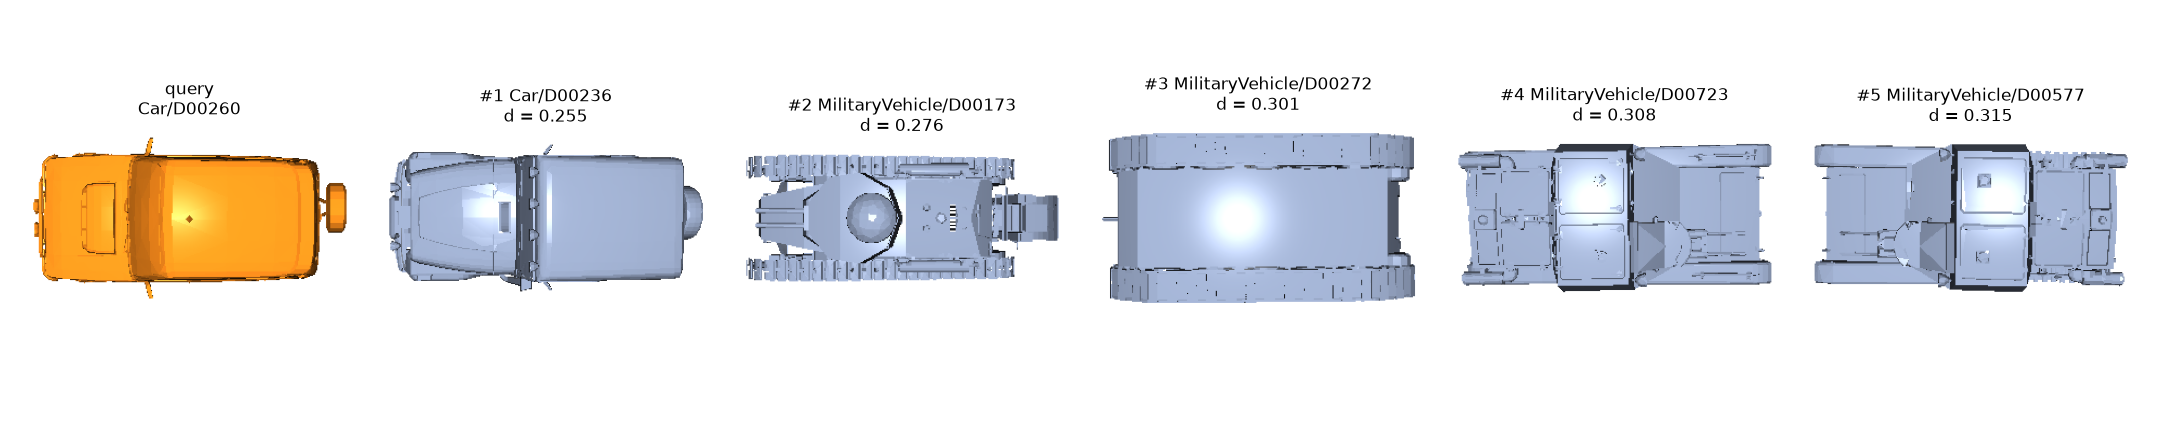 query
Car/D00260
#1 Car/D00236
d = 0.255
#2 MilitaryVehicle/D00173
d = 0.276
#3 MilitaryVehicle/D00272
d = 0.301
#4 MilitaryVehicle/D00723
d = 0.308
#5 MilitaryVehicle/D00577
d = 0.315